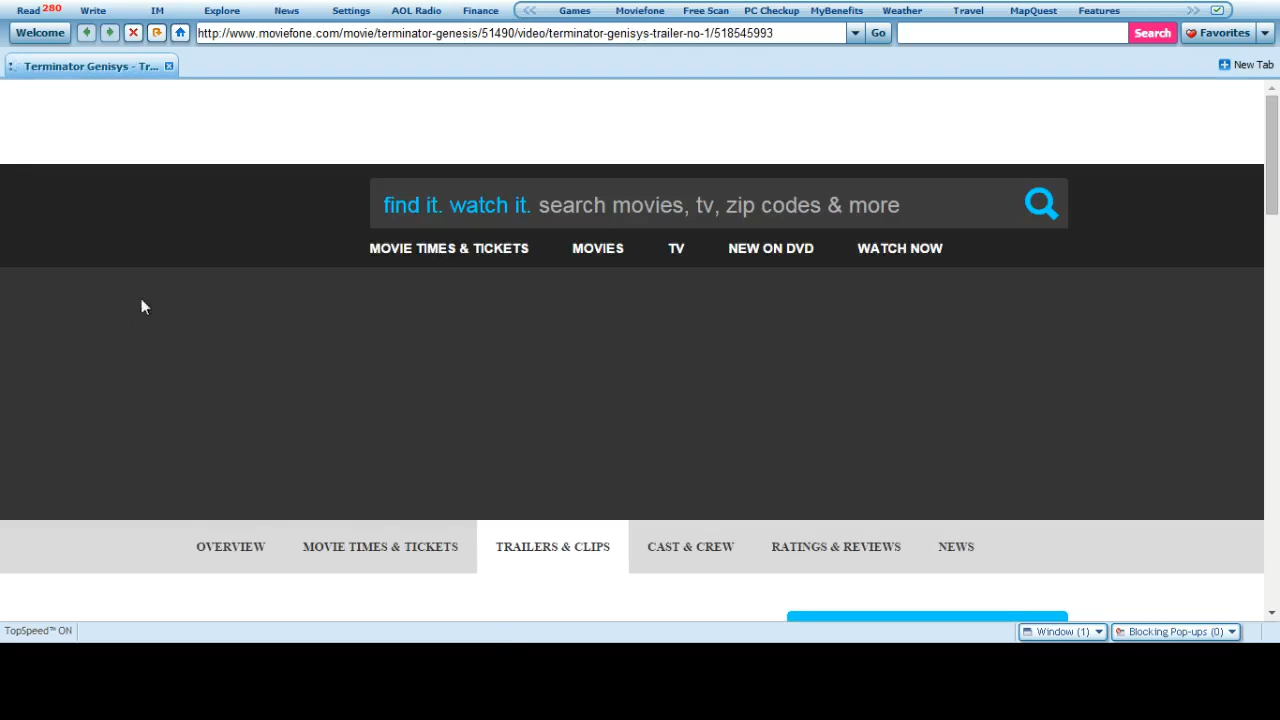 Read 280 Write IM Explore News Settings AOL Radio Finance Games Moviefone Free Scan PC Checkup MyBenefits Weather Travel MapQuest Features
Welcome http://www.moviefone.com/movie/terminator-genesis/51490/video/terminator-genisys-trailer-no-1/518545993 Go Search Favorites
Terminator Genisys - Tr... New Tab
find it. watch it. search movies, tv, zip codes & more
MOVIE TIMES & TICKETS MOVIES TV NEW ON DVD WATCH NOW
OVERVIEW MOVIE TIMES & TICKETS TRAILERS & CLIPS CAST & CREW RATINGS & REVIEWS NEWS
TopSpeed™ ON Window (1) Blocking Pop-ups (0)